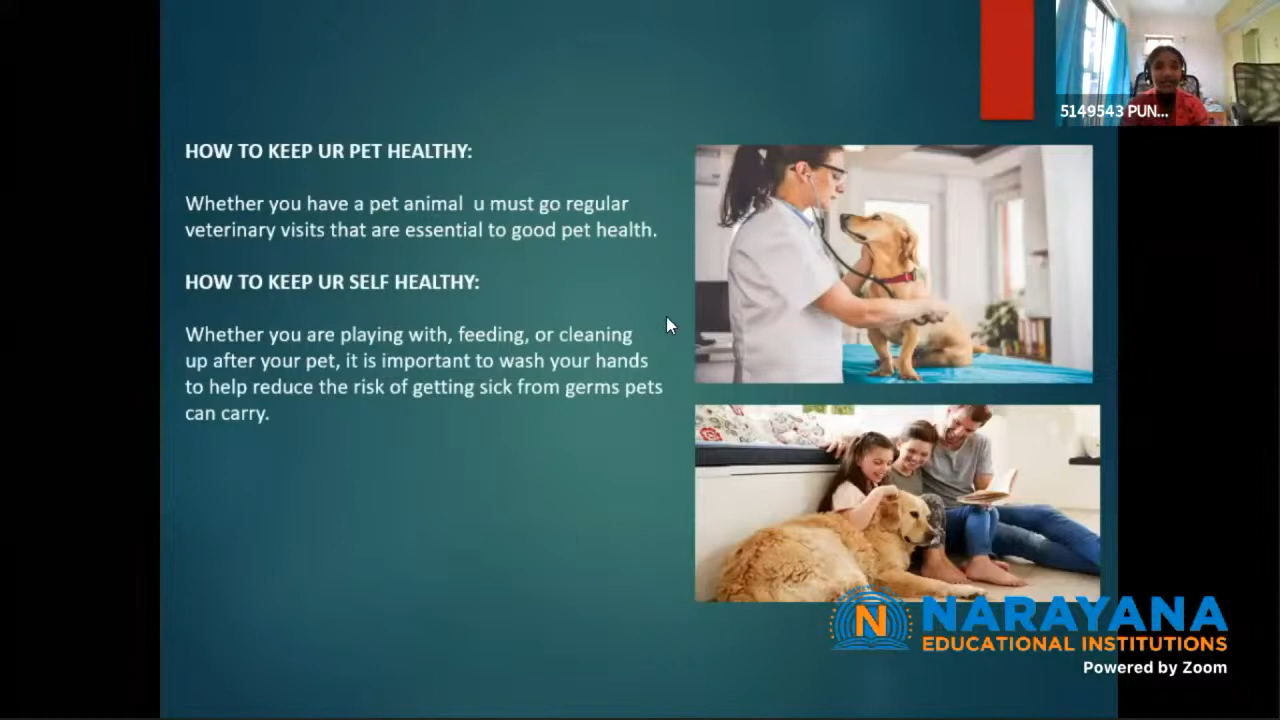 5149543 PUN...
HOW TO KEEP UR PET HEALTHY:
Whether you have a pet animal  u must go regular
veterinary visits that are essential to good pet health.
HOW TO KEEP UR SELF HEALTHY:
Whether you are playing with, feeding, or cleaning
up after your pet, it is important to wash your hands
to help reduce the risk of getting sick from germs pets
can carry.
N NARAYANA
EDUCATIONAL INSTITUTIONS
Powered by Zoom